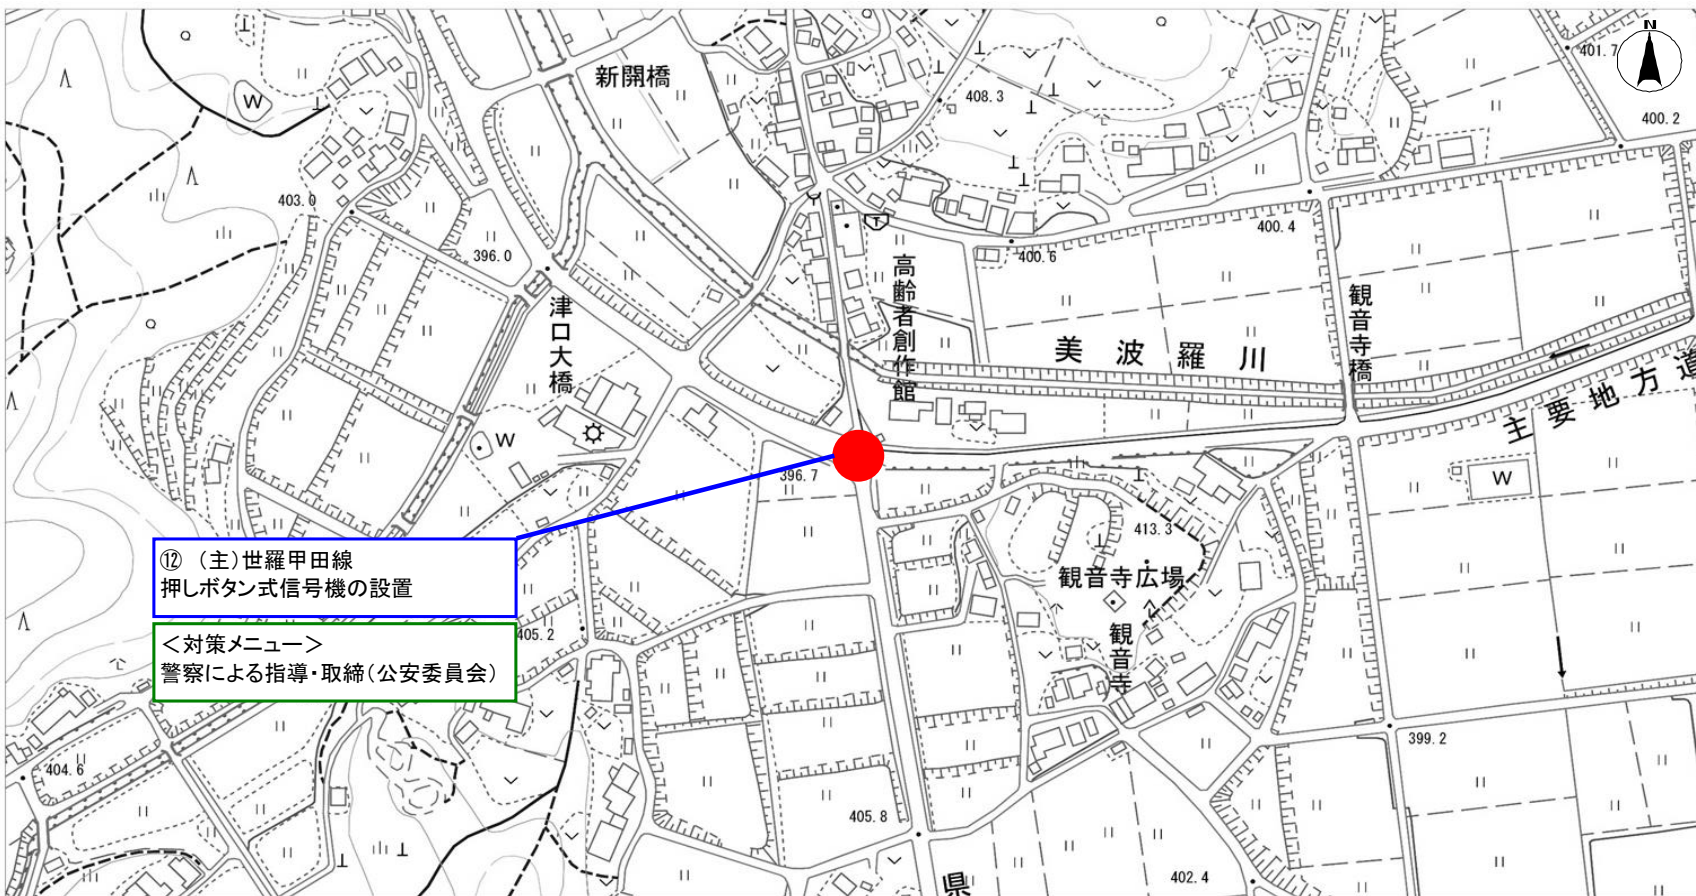 N
401.7
新開橋
W
408.3
400.2
403.0
400.4
396.0
400.6
T
高齢者創作館
観音寺橋
津口大橋
美波羅川
主要地方道
W
396.7
W
413.3
⑫ (主)世羅甲田線
押しボタン式信号機の設置
観音寺広場
<対策メニュー>
警察による指導・取締(公安委員会)
405.2
観音寺
399.2
404.6
405.8
402.4
県